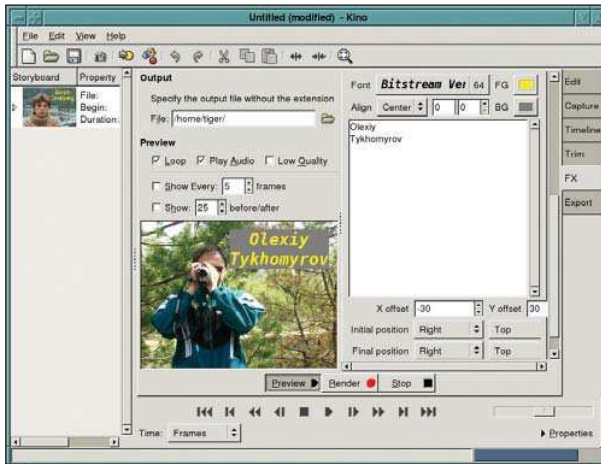 Untitled (modified) - Kino
File Edit View Help
Storyboard Property
File:
Begin:
Duration:
Output
Specify the output file without the extension
File: /home/tiger/
Preview
Loop Play Audio Low Quality
Show Every: 5 frames
Show: 25 before/after
Olexiy
Tykhomyrov
Font Bitstream Ver 64 FG
Align Center 0 0 BG
Olexiy
Tykhomyrov
X offset -30 Y offset 30
Initial position Right Top
Final position Right Top
Edit
Capture
Timeline
Trim
FX
Export
Preview Render Stop
Time: Frames
Properties